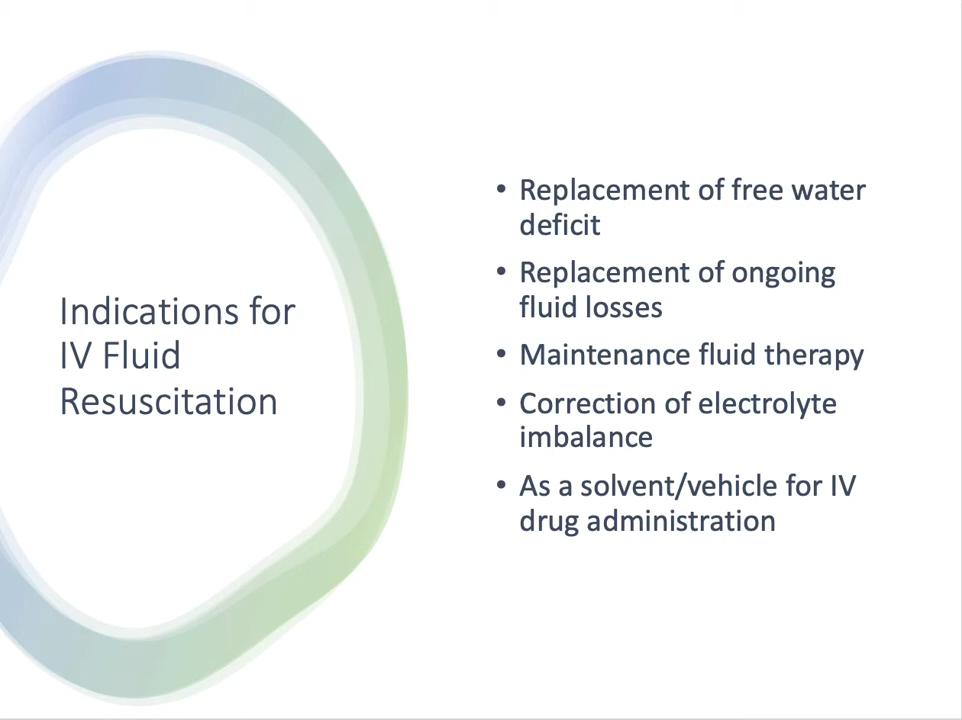 Indications for
IV Fluid
Resuscitation
• Replacement of free water
deficit
• Replacement of ongoing
fluid losses
• Maintenance fluid therapy
• Correction of electrolyte
imbalance
• As a solvent/vehicle for IV
drug administration